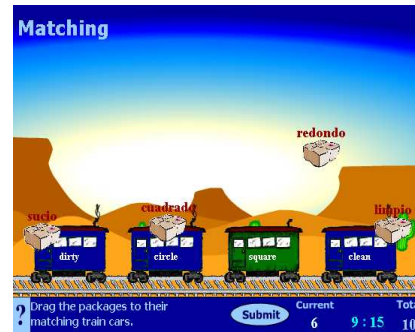 Matching
redondo
sucio
cuadrado
limpio
dirty
circle
square
clean
? Drag the packages to their
matching train cars.
Submit
Current
6
9:15
Tota
10